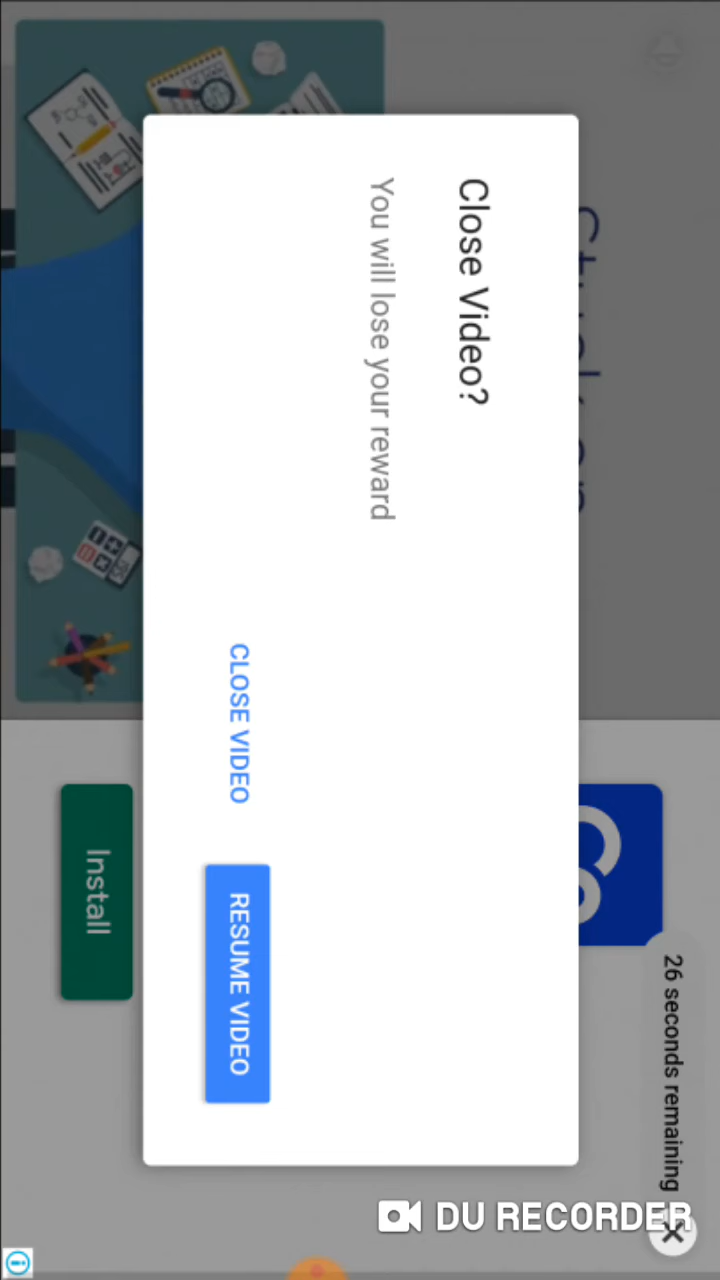 Close Video?
You will lose your reward
CLOSE VIDEO
RESUME VIDEO
Install
26 seconds remaining
DU RECORDER